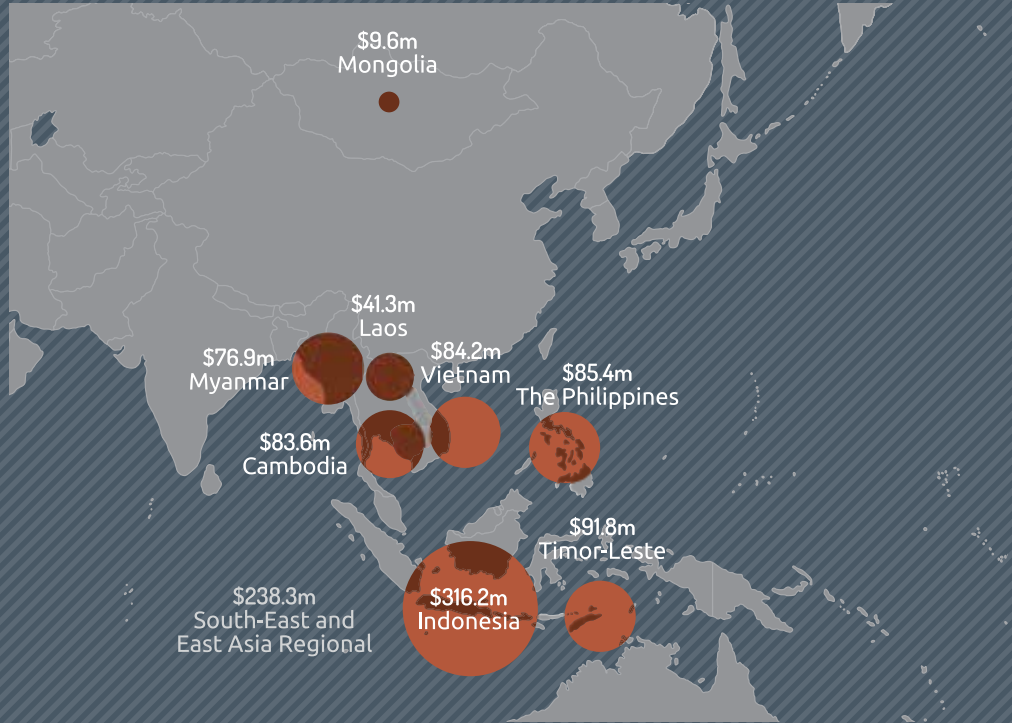 $9.6m
Mongolia
$41.3m
Laos
$76.9m
Myanmar
$84.2m
Vietnam
$85.4m
The Philippines
$83.6m
Cambodia
$91.8m
Timor-Leste
$316.2m
Indonesia
$238.3m
South-East and
East Asia Regional